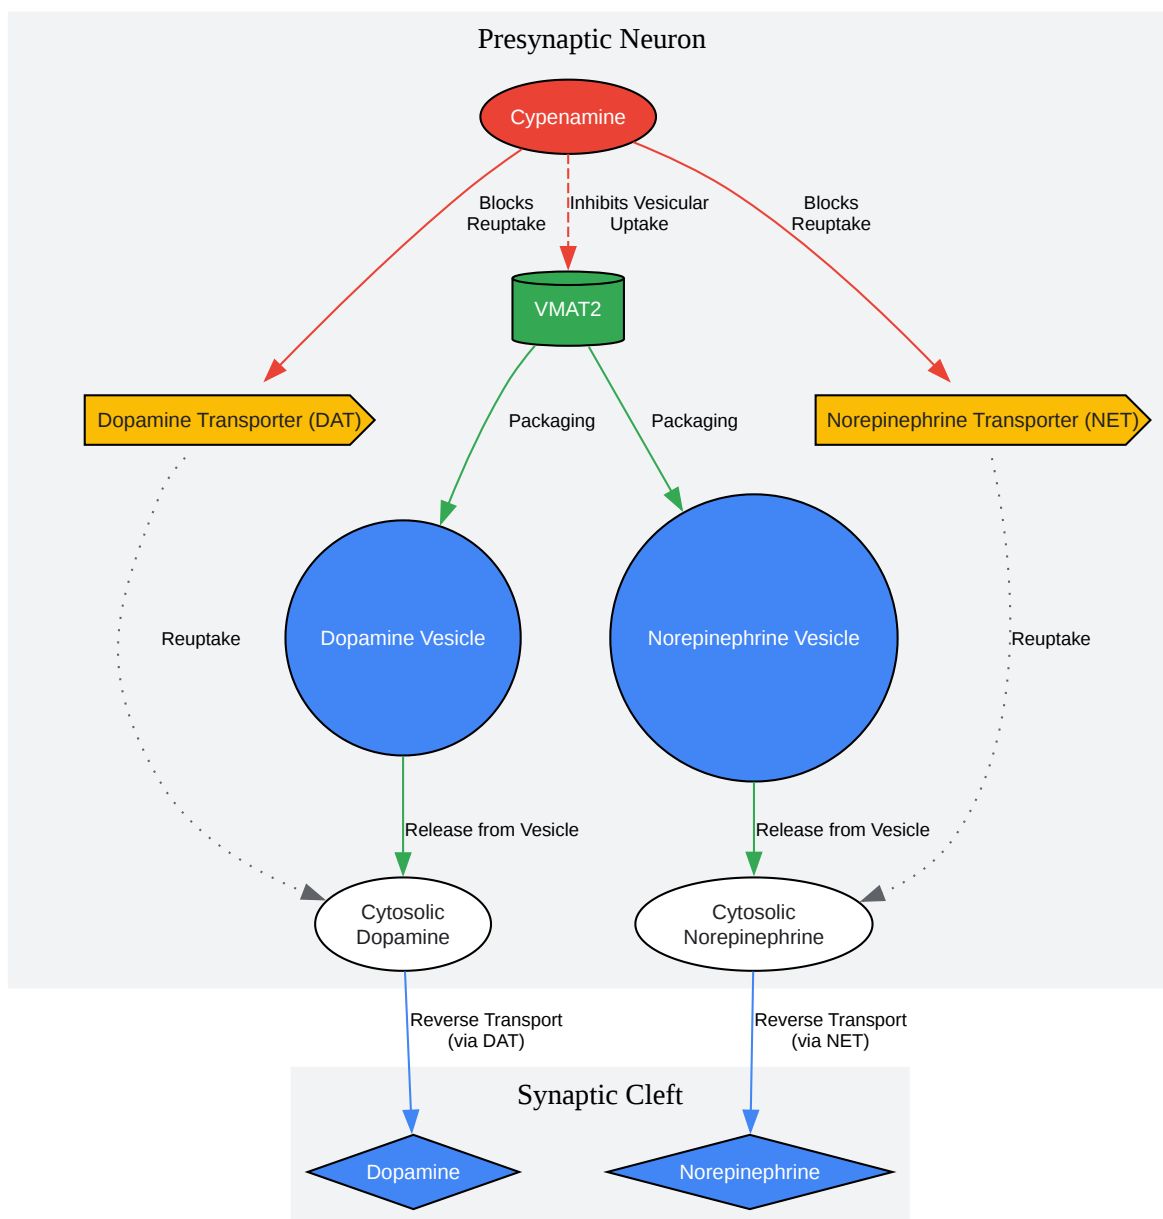 Presynaptic Neuron
Cypenamine
Blocks
Reuptake
Inhibits Vesicular
Uptake
Blocks
Reuptake
VMAT2
Dopamine Transporter (DAT)
Packaging
Packaging
Norepinephrine Transporter (NET)
Reuptake
Dopamine Vesicle
Norepinephrine Vesicle
Reuptake
Release from Vesicle
Release from Vesicle
Cytosolic
Dopamine
Cytosolic
Norepinephrine
Reverse Transport
(via DAT)
Reverse Transport
(via NET)
Synaptic Cleft
Dopamine
Norepinephrine